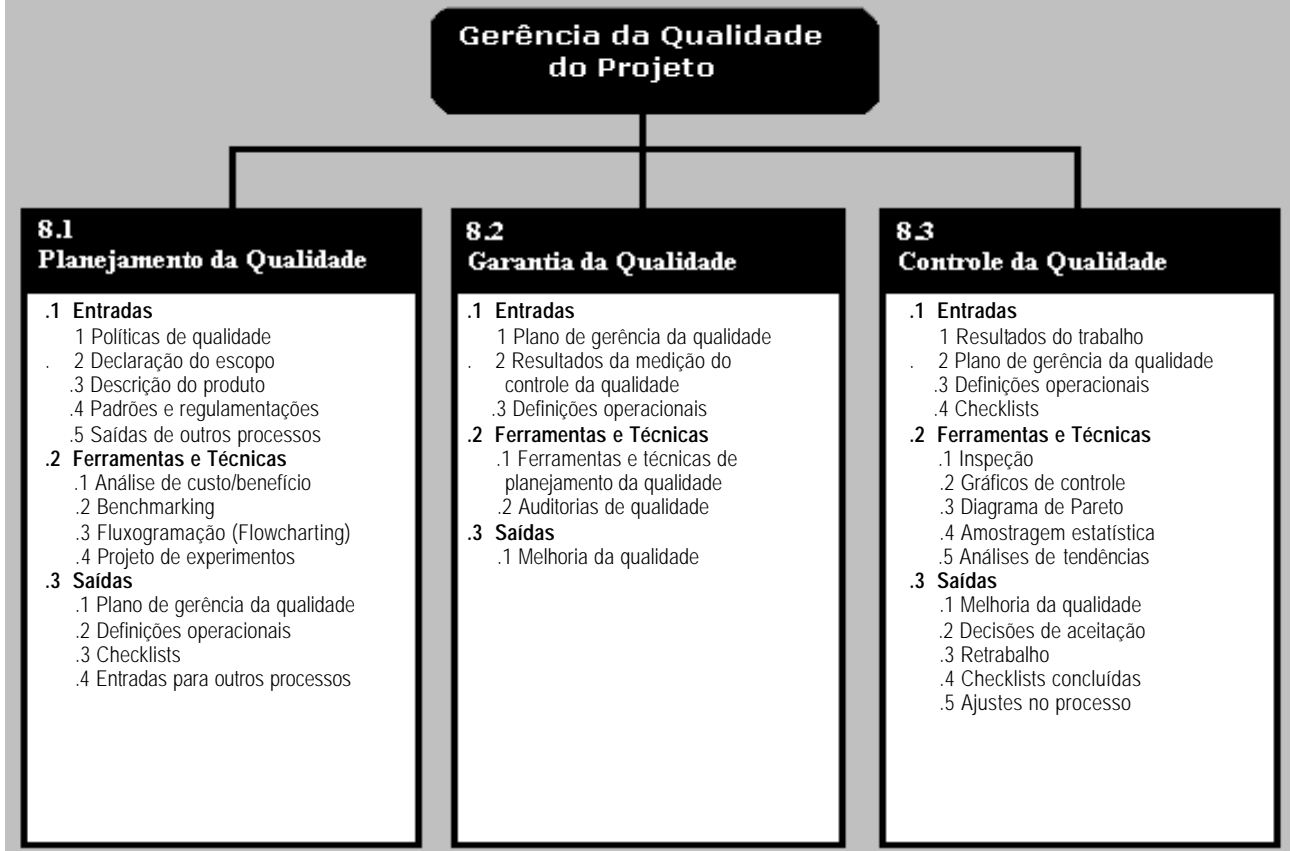 Gerência da Qualidade
do Projeto
8.1
Planejamento da Qualidade
.1 Entradas
1 Políticas de qualidade
. 2 Declaração do escopo
.3 Descrição do produto
.4 Padrões e regulamentações
.5 Saídas de outros processos
.2 Ferramentas e Técnicas
.1 Análise de custo/benefício
.2 Benchmarking
.3 Fluxogramação (Flowcharting)
.4 Projeto de experimentos
.3 Saídas
.1 Plano de gerência da qualidade
.2 Definições operacionais
.3 Checklists
.4 Entradas para outros processos
8.2
Garantia da Qualidade
.1 Entradas
1 Plano de gerência da qualidade
. 2 Resultados da medição do
controle da qualidade
.3 Definições operacionais
.2 Ferramentas e Técnicas
.1 Ferramentas e técnicas de
planejamento da qualidade
.2 Auditorias de qualidade
.3 Saídas
.1 Melhoria da qualidade
8.3
Controle da Qualidade
.1 Entradas
1 Resultados do trabalho
. 2 Plano de gerência da qualidade
.3 Definições operacionais
.4 Checklists
.2 Ferramentas e Técnicas
.1 Inspeção
.2 Gráficos de controle
.3 Diagrama de Pareto
.4 Amostragem estatística
.5 Análises de tendências
.3 Saídas
.1 Melhoria da qualidade
.2 Decisões de aceitação
.3 Retrabalho
.4 Checklists concluídas
.5 Ajustes no processo